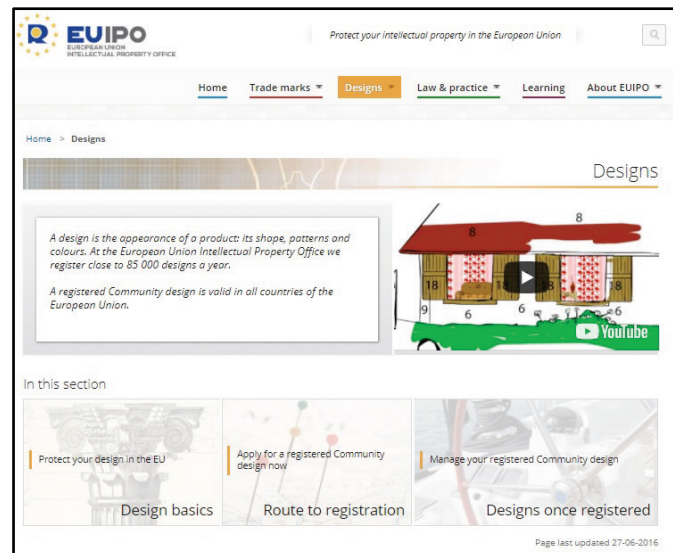 EUIPO
EUROPEAN UNION
INTELLECTUAL PROPERTY OFFICE
Protect your intellectual property in the European Union
Home Trade marks Designs Law & practice Learning About EUIPO
Home > Designs
Designs
A design is the appearance of a product: its shape, patterns and
colours. At the European Union Intellectual Property Office we
register close to 85 000 designs a year.
A registered Community design is valid in all countries of the
European Union.
8
8
18
18
18
9
6
6
6
YouTube
In this section
Protect your design in the EU
Design basics
Apply for a registered Community
design now
Route to registration
Manage your registered Community design
Designs once registered
Page last updated 27-06-2016